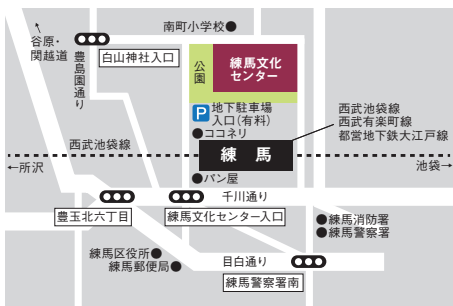 南町小学校●
↑
谷原・
関越道
豊島園通り
白山神社入口
公園
練馬文化
センター
P 地下駐車場
入口(有料)
●ココネリ
西武池袋線
西武有楽町線
都営地下鉄大江戸線
西武池袋線
練馬
←所沢
池袋→
●パン屋
千川通り
豊玉北六丁目
練馬文化センター入口
●練馬消防署
●練馬警察署
練馬区役所●
練馬郵便局●
目白通り
練馬警察署南